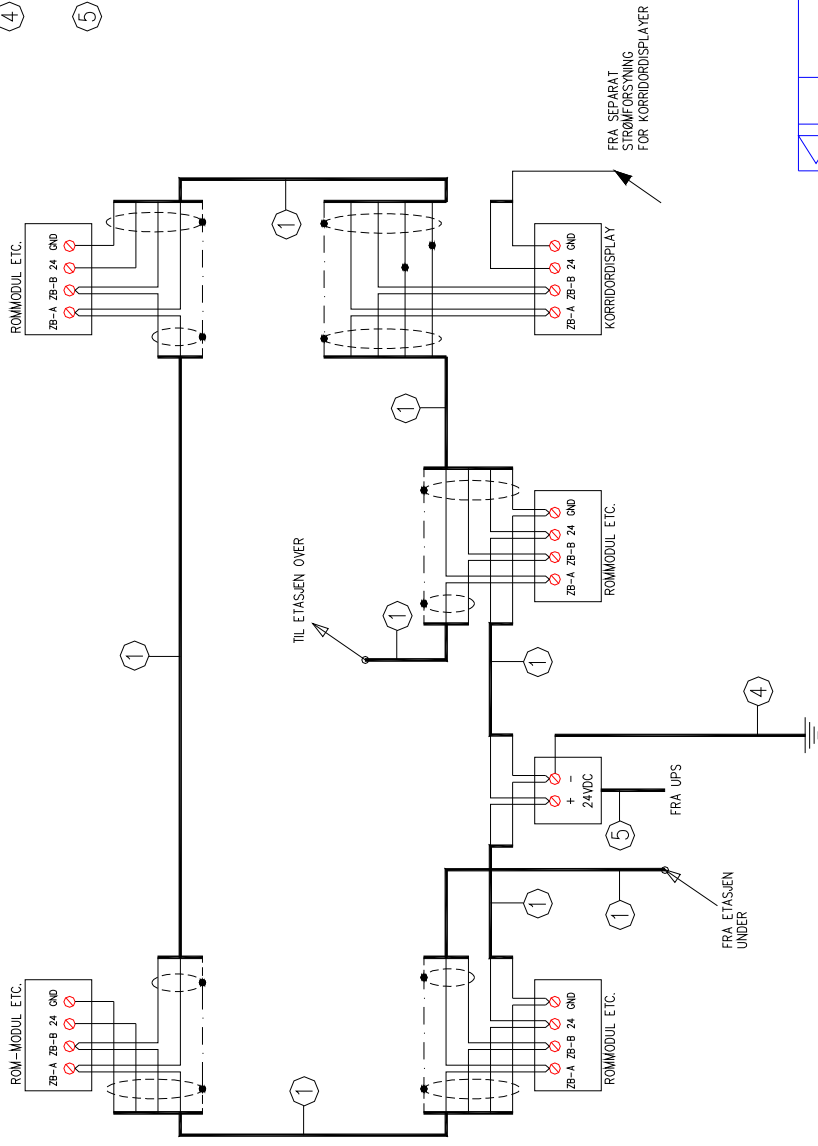 ROM-MODUL ETC.
ZB-A ZB-B 24 GND
ROMMODUL ETC.
ZB-A ZB-B 24 GND
4
5
1
1
1
TIL ETASJEN OVER
1
1
1
1
ZB-A ZB-B 24 GND
ROMMODUL ETC.
+ -
24VDC
ZB-A ZB-B 24 GND
ROMMODUL ETC.
ZB-A ZB-B 24 GND
KORRIDORDISPLAY
1
5
FRA UPS
FRA SEPARAT
STRØMFORSYNING
FOR KORRIDORDISPLAYER
FRA ETASJEN
UNDER
4